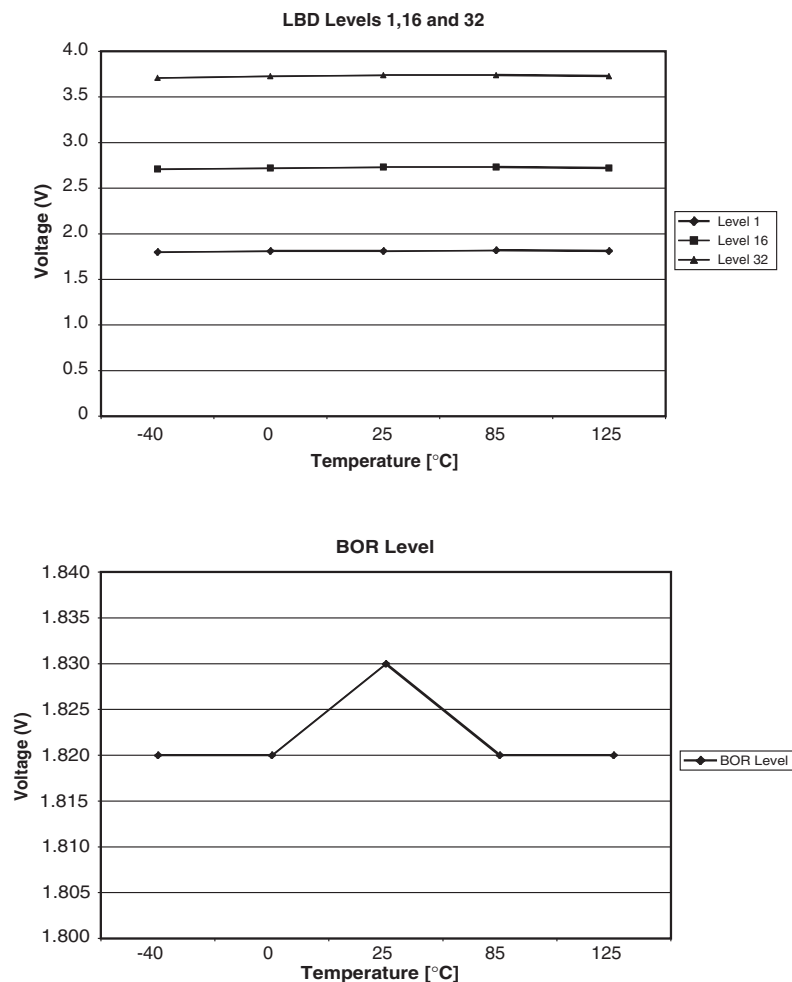 LBD Levels 1,16 and 32
4.0
3.5
3.0
2.5
2.0
1.5
1.0
0.5
0
Voltage (V)
-40 0 25 85 125
Temperature [°C]
Level 1
Level 16
Level 32
BOR Level
1.840
1.835
1.830
1.825
1.820
1.815
1.810
1.805
1.800
Voltage (V)
-40 0 25 85 125
Temperature [°C]
BOR Level